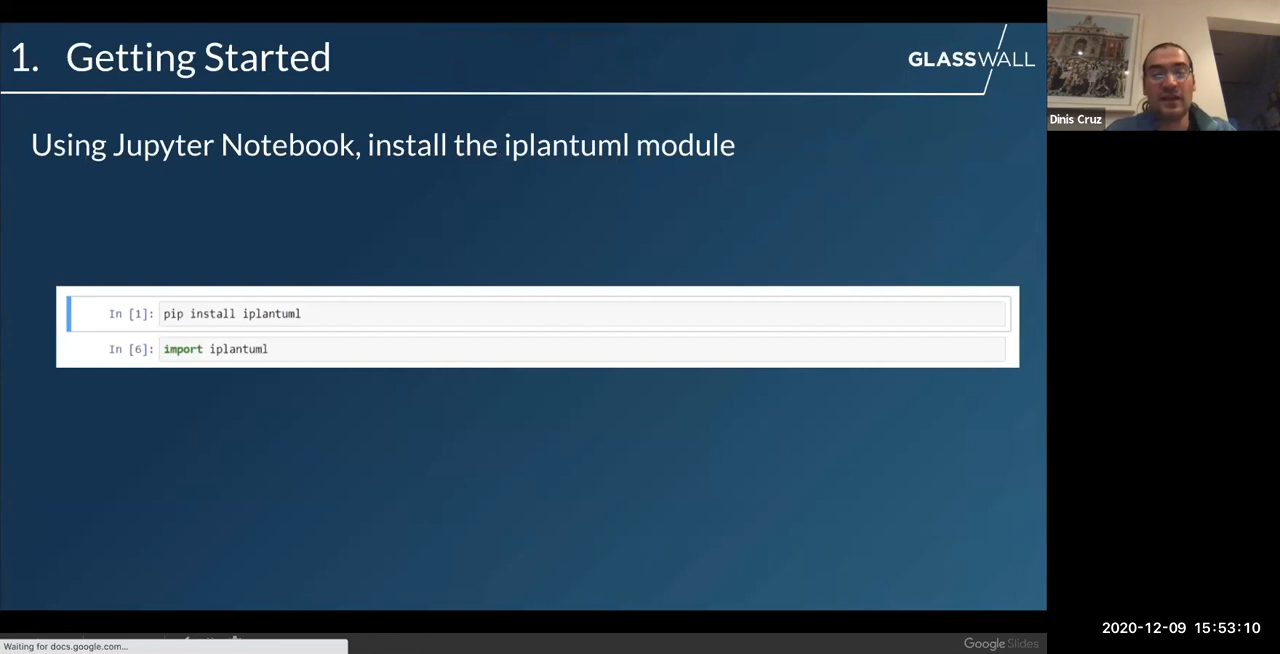 1. Getting Started
GLASSWALL
Dinis Cruz
Using Jupyter Notebook, install the iplantuml module
In [1]: pip install iplantuml
In [6]: import iplantuml
2020-12-09 15:53:10
Waiting for docs.google.com...
Google Slides